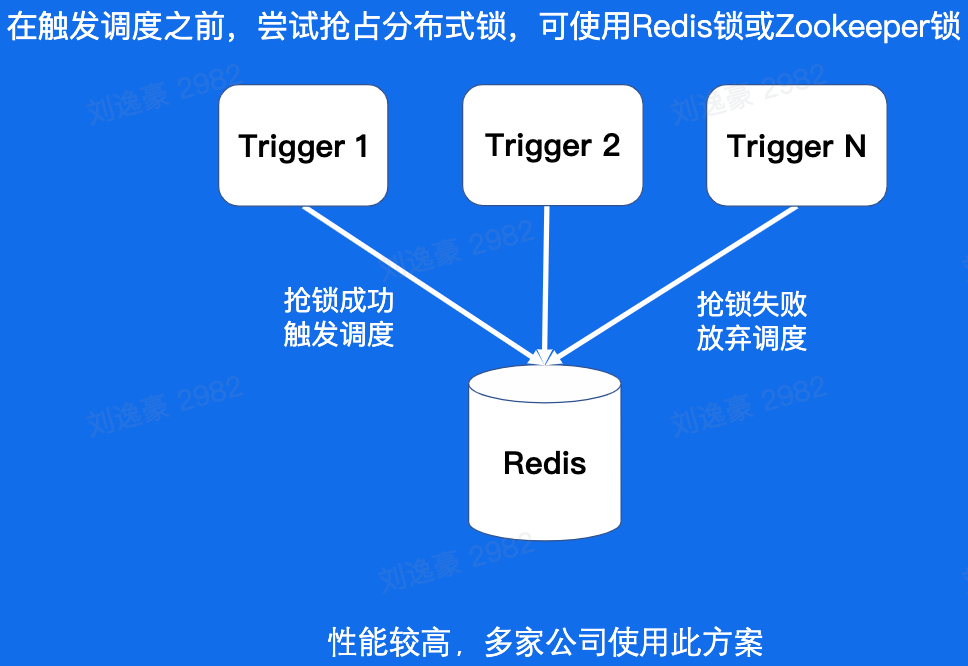 在触发调度之前，尝试抢占分布式锁，可使用Redis锁或Zookeeper锁
刘逸豪 2982
刘逸豪 2982
Trigger 1
Trigger 2
Trigger N
刘逸豪 2982
抢锁成功
触发调度
抢锁失败
放弃调度
刘逸豪 2982
刘逸豪 2982
Redis
刘逸豪 2982
性能较高，多家公司使用此方案